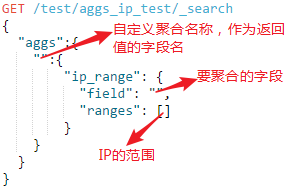 GET /test/aggs_ip_test/_search
{
自定义聚合名称，作为返回
"aggs":{
值的字段名
"":{
"ip_range": {
要聚合的字段
"field": "",
"ranges": []
}
IP的范围
}
}
}